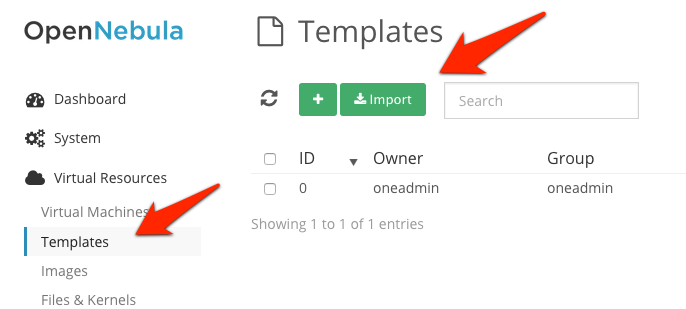 OpenNebula
Templates
Import
Search
Dashboard
System
Virtual Resources
Virtual Machines
Templates
Images
Files & Kernels
ID Owner Group
0 oneadmin oneadmin
Showing 1 to 1 of 1 entries